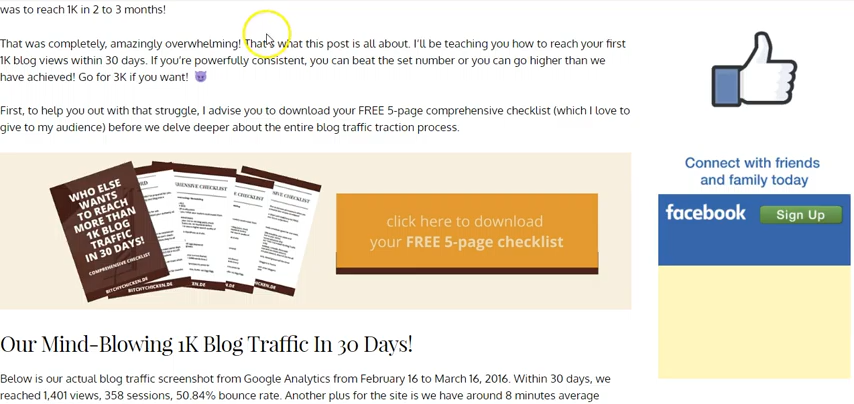 was to reach 1K in 2 to 3 months!
That was completely, amazingly overwhelming! That's what this post is all about. I'll be teaching you how to reach your first
1K blog views within 30 days. If you're powerfully consistent, you can beat the set number or you can go higher than we
have achieved! Go for 3K if you want! 😈
First, to help you out with that struggle, I advise you to download your FREE 5-page comprehensive checklist (which I love to
give to my audience) before we delve deeper about the entire blog traffic traction process.
WHO ELSE
WANTS
TO REACH
MORE THAN
1K BLOG
TRAFFIC
IN 30 DAYS!
COMPREHENSIVE CHECKLIST
BITCHYCHICKEN.DE
BITCHYCHICKEN.DE
click here to download
your FREE 5-page checklist
Connect with friends
and family today
facebook
Sign Up
Our Mind-Blowing 1K Blog Traffic In 30 Days!
Below is our actual blog traffic screenshot from Google Analytics from February 16 to March 16, 2016. Within 30 days, we
reached 1,401 views, 358 sessions, 50.84% bounce rate. Another plus for the site is we have around 8 minutes average